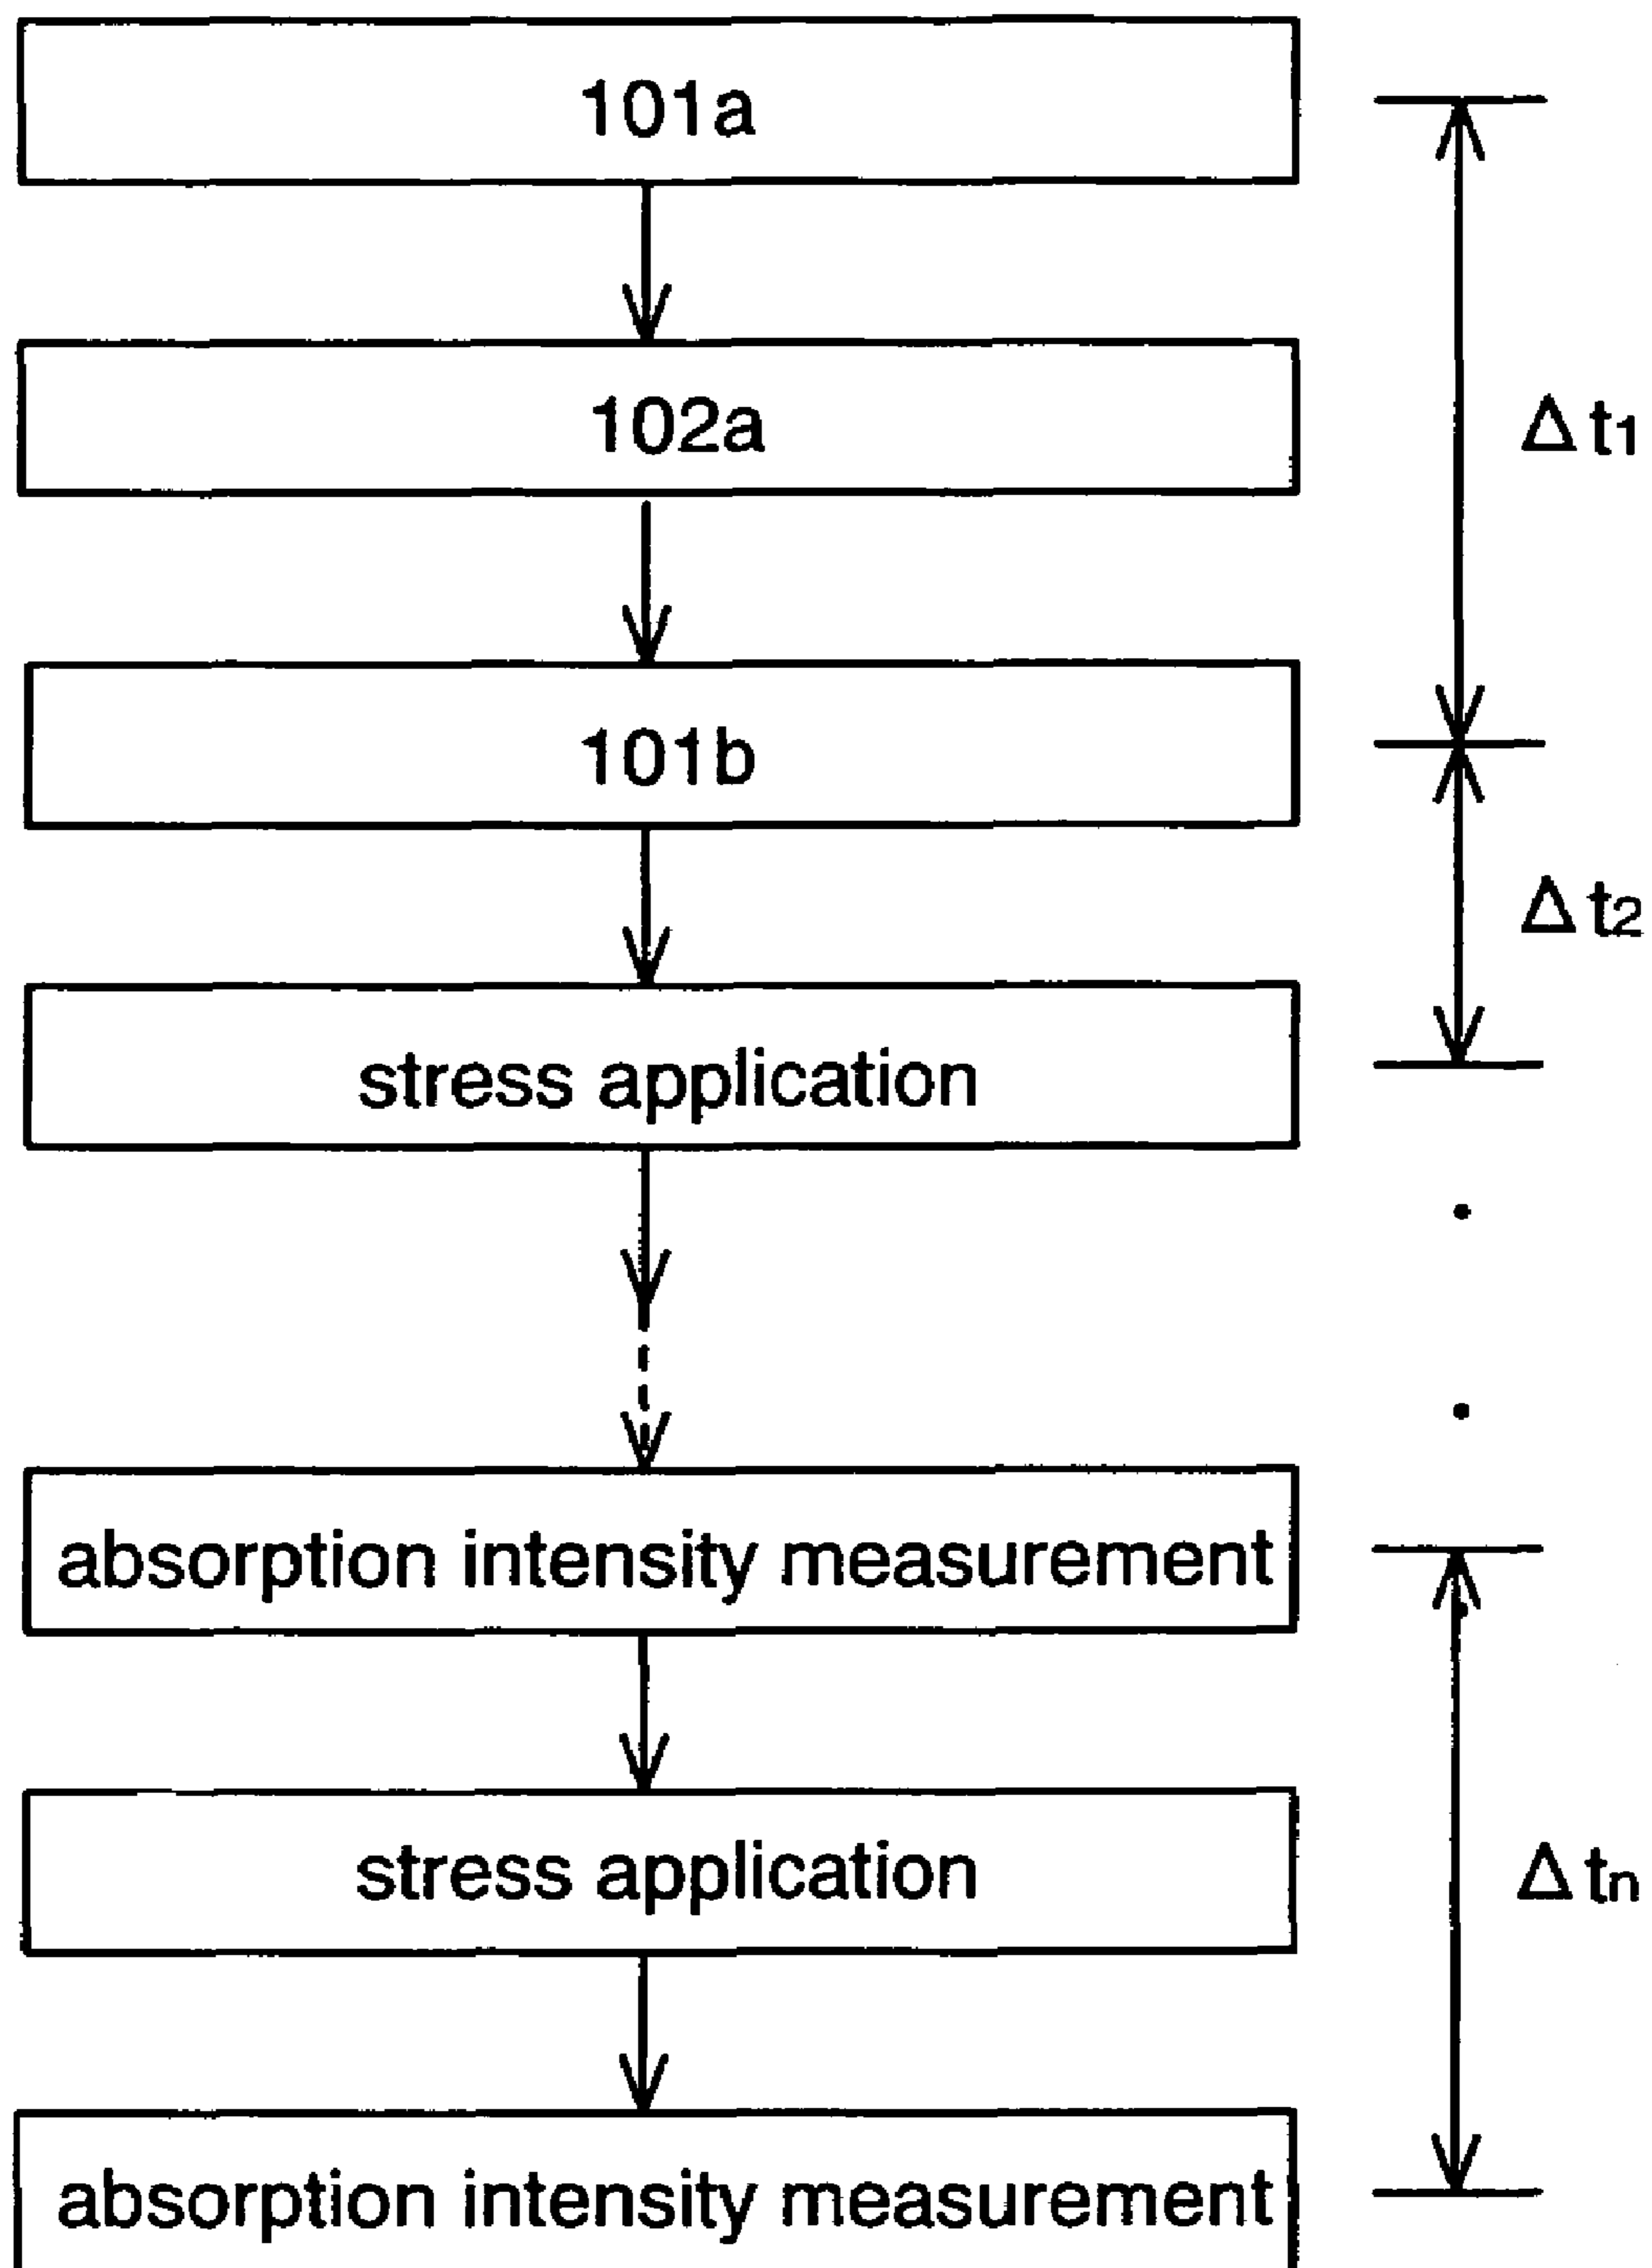 101a
102a
Δt1
101b
Δt2
stress application
absorption intensity measurement
stress application
Δtn
absorption intensity measurement